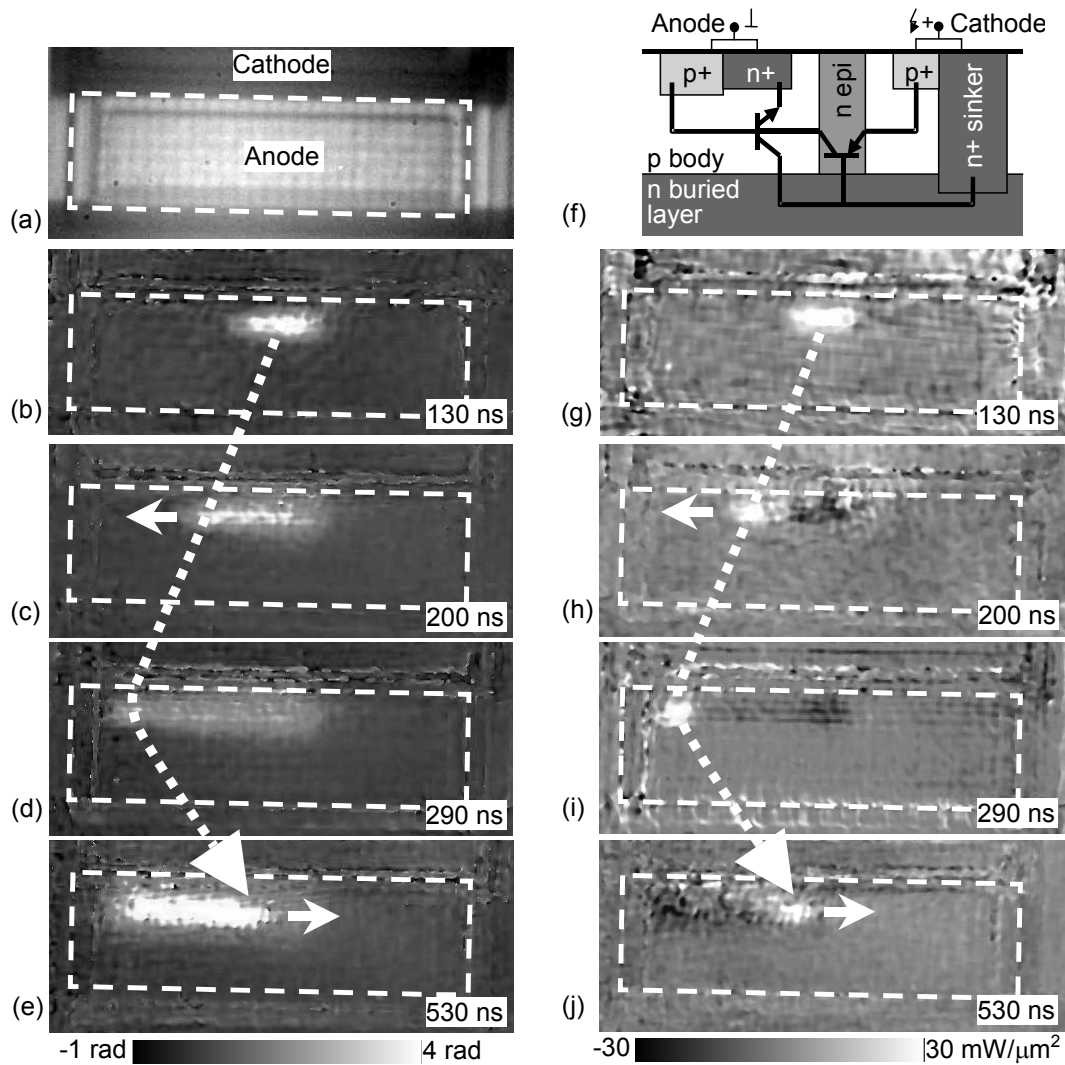 Cathode
Anode
(a)
Anode ⊥
+ Cathode
p+
n+
n epi
p+
n+ sinker
p body
n buried
layer
(f)
(b)
130 ns
(g)
130 ns
(c)
200 ns
(h)
200 ns
(d)
290 ns
(i)
290 ns
(e)
530 ns
(j)
530 ns
-1 rad
4 rad
-30
30 mW/μm²